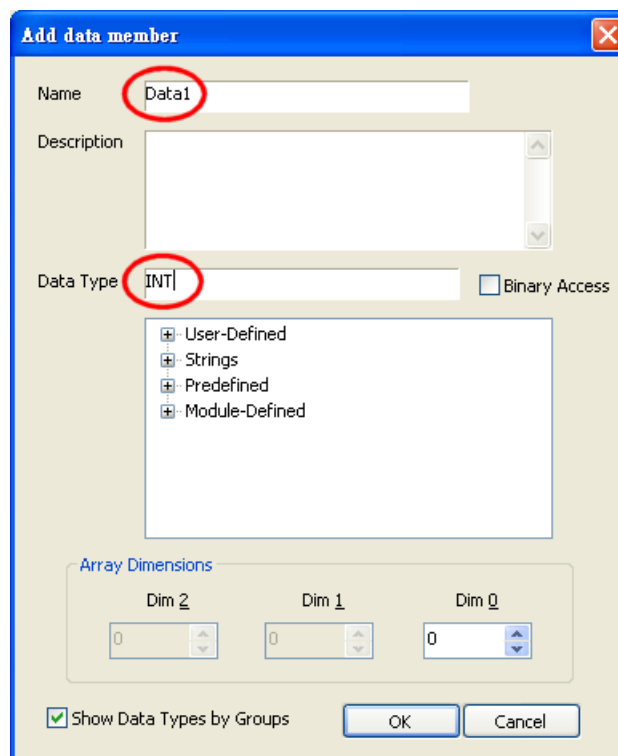 Add data member
Name Data1
Description
Data Type INT Binary Access
User-Defined
Strings
Predefined
Module-Defined
Array Dimensions
Dim 2 Dim 1 Dim 0
0 0 0
Show Data Types by Groups OK Cancel